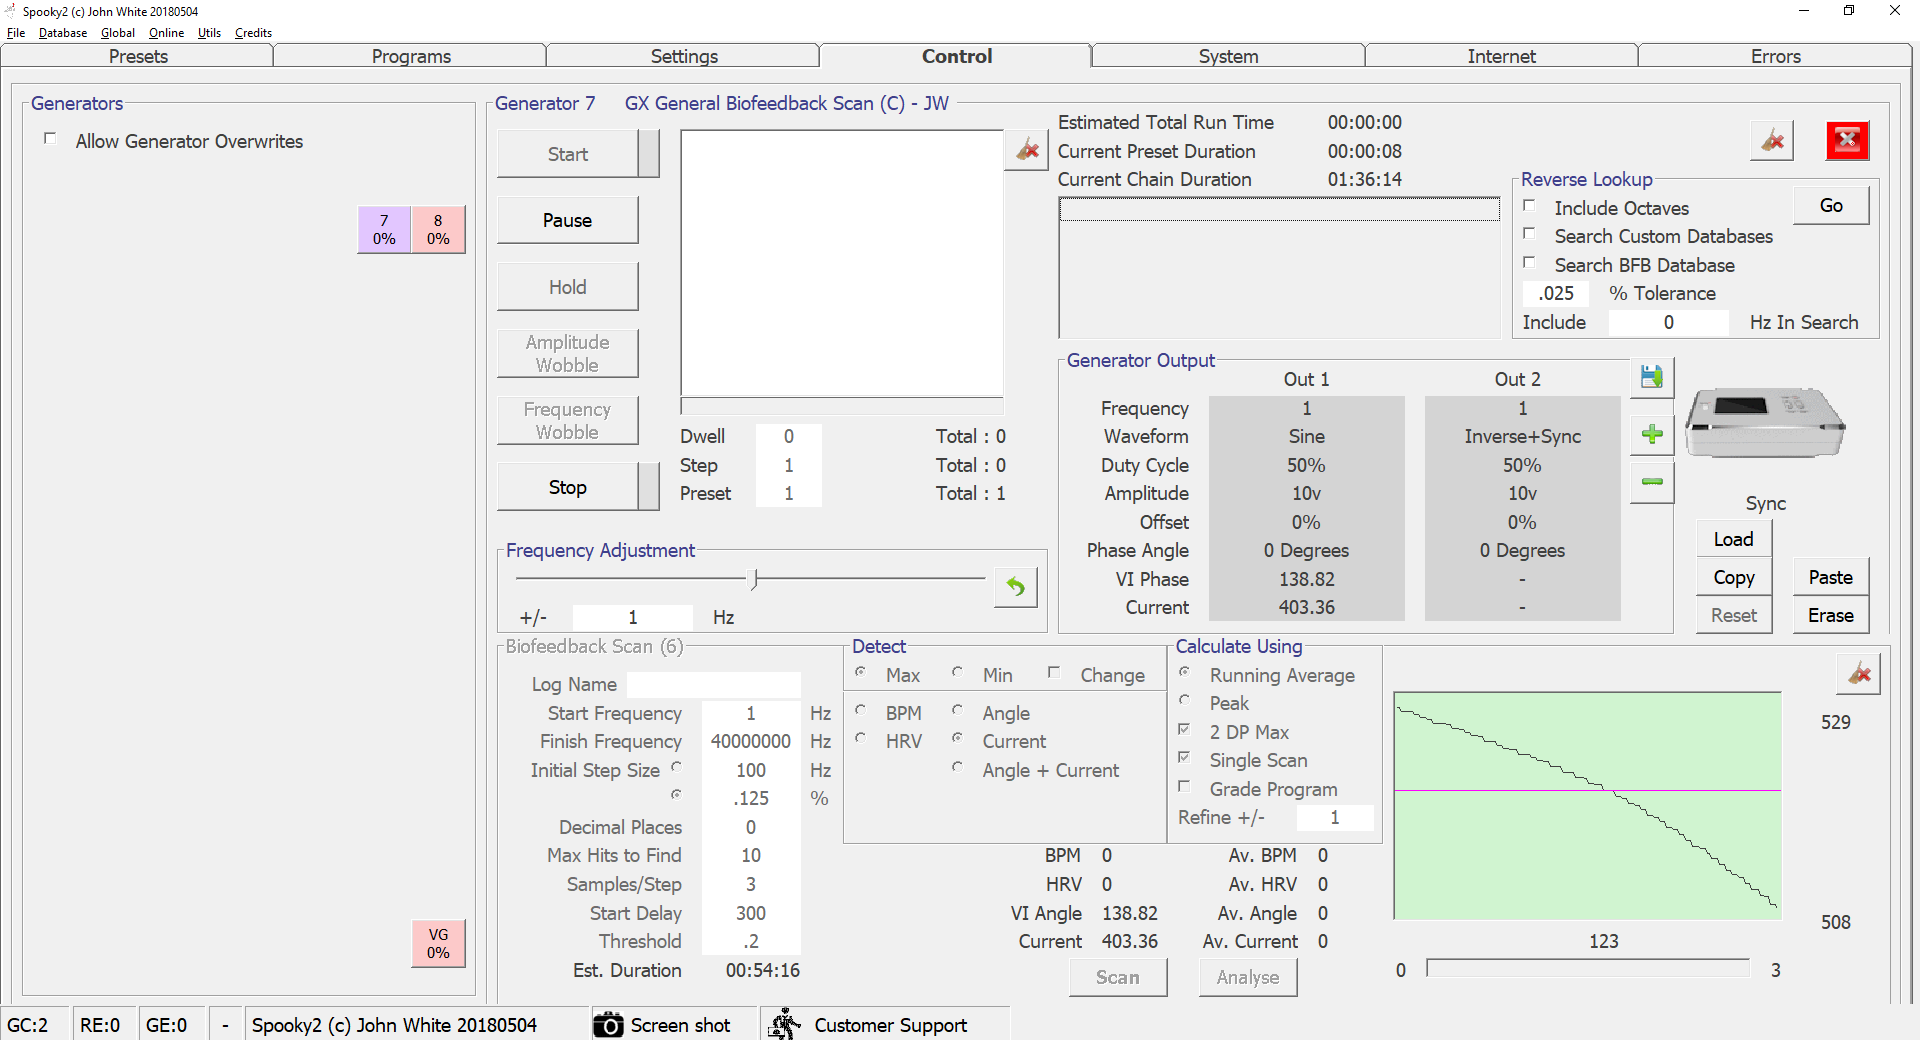 Spooky2 (c) John White 20180504
File Database Global Online Utils Credits
Presets Programs Settings Control System Internet Errors
Generators
Allow Generator Overwrites
7
0%
8
0%
VG
0%
Generator 7 GX General Biofeedback Scan (C) - JW
Start
Pause
Hold
Amplitude
Wobble
Frequency
Wobble
Stop
Dwell 0 Total : 0
Step 1 Total : 0
Preset 1 Total : 1
Estimated Total Run Time 00:00:00
Current Preset Duration 00:00:08
Current Chain Duration 01:36:14
Reverse Lookup
Include Octaves
Go
Search Custom Databases
Search BFB Database
.025 % Tolerance
Include 0 Hz In Search
Frequency Adjustment
+/- 1 Hz
Generator Output
Out 1 Out 2
Frequency 1 1
Waveform Sine Inverse+Sync
Duty Cycle 50% 50%
Amplitude 10v 10v
Offset 0% 0%
Phase Angle 0 Degrees 0 Degrees
VI Phase 138.82 -
Current 403.36 -
Sync
Load
Copy Paste
Reset Erase
Biofeedback Scan (6)
Log Name
Start Frequency 1 Hz
Finish Frequency 40000000 Hz
Initial Step Size 100 Hz
.125 %
Decimal Places 0
Max Hits to Find 10
Samples/Step 3
Start Delay 300
Threshold .2
Est. Duration 00:54:16
Detect
Max Min Change
BPM Angle
HRV Current
Angle + Current
Calculate Using
Running Average
Peak
2 DP Max
Single Scan
Grade Program
Refine +/- 1
BPM 0 Av. BPM 0
HRV 0 Av. HRV 0
VI Angle 138.82 Av. Angle 0
Current 403.36 Av. Current 0
Scan Analyse
529
508
123
0 3
GC:2 RE:0 GE:0 - Spooky2 (c) John White 20180504 Screen shot Customer Support